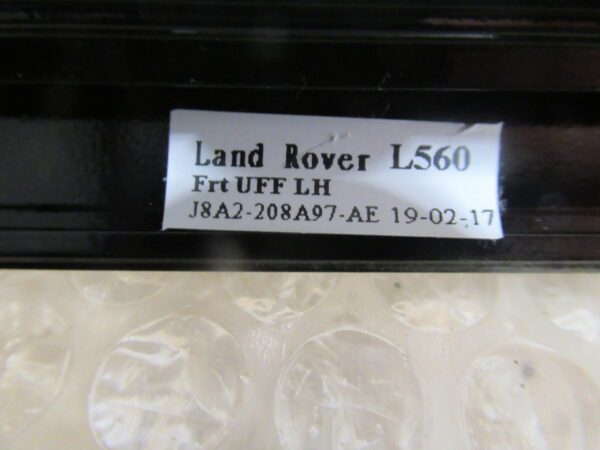 Land Rover L560
Frt UFF LH
J8A2-208A97-AE 19-02-17